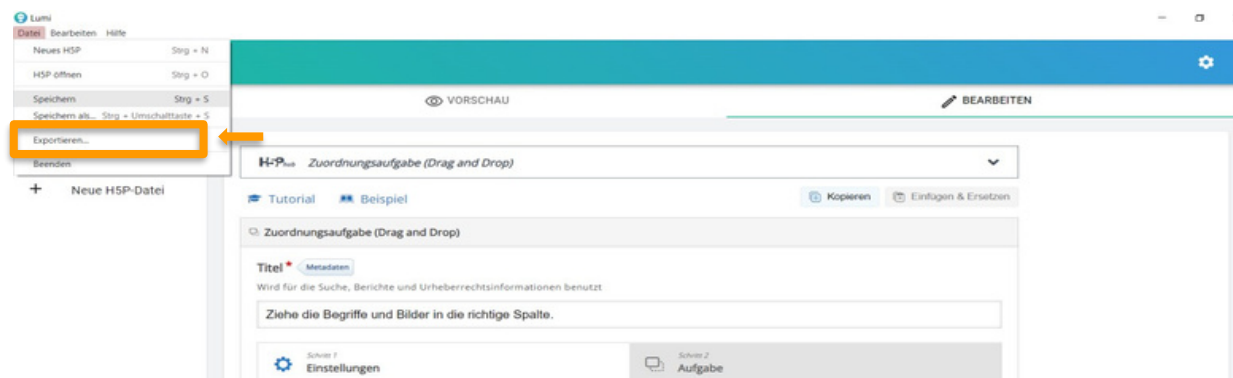 Lumi
Datei Bearbeiten Hilfe
Neues H5P Strg + N
H5P öffnen Strg + O
Speichern Strg + S
Speichern als... Strg + Umschalttaste + S
Exportieren...
Beenden
+ Neue H5P-Datei
VORSCHAU
BEARBEITEN
H5P Zuordnungsaufgabe (Drag and Drop)
Tutorial Beispiel Kopieren Einfügen & Ersetzen
Zuordnungsaufgabe (Drag and Drop)
Titel * Metadaten
Wird für die Suche, Berichte und Urheberrechtsinformationen benutzt
Ziehe die Begriffe und Bilder in die richtige Spalte.
Schritt 1
Einstellungen
Schritt 2
Aufgabe